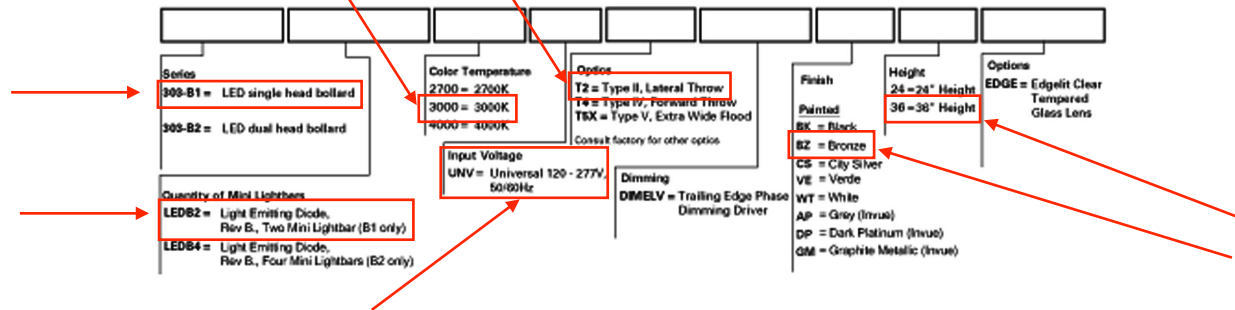 Series
303-B1 = LED single head bollard
303-B2 = LED dual head bollard
Quantity of Mini Lightbars
LEDB2 = Light Emitting Diode,
Rev B., Two Mini Lightbar (B1 only)
LEDB4 = Light Emitting Diode,
Rev B., Four Mini Lightbars (B2 only)
Color Temperature
2700 = 2700K
3000 = 3000K
4000 = 4000K
Input Voltage
UNV = Universal 120 - 277V,
50/60Hz
Optics
T2 = Type II, Lateral Throw
T4 = Type IV, Forward Throw
T5X = Type V, Extra Wide Flood
Consult factory for other optics
Dimming
DIMELV = Trailing Edge Phase
Dimming Driver
Finish
Painted
BK = Black
BZ = Bronze
CS = City Silver
VE = Verde
WT = White
AP = Grey (Invue)
DP = Dark Platinum (Invue)
GM = Graphite Metallic (Invue)
Height
24 = 24" Height
36 = 36" Height
Options
EDGE = Edgelit Clear
Tempered
Glass Lens